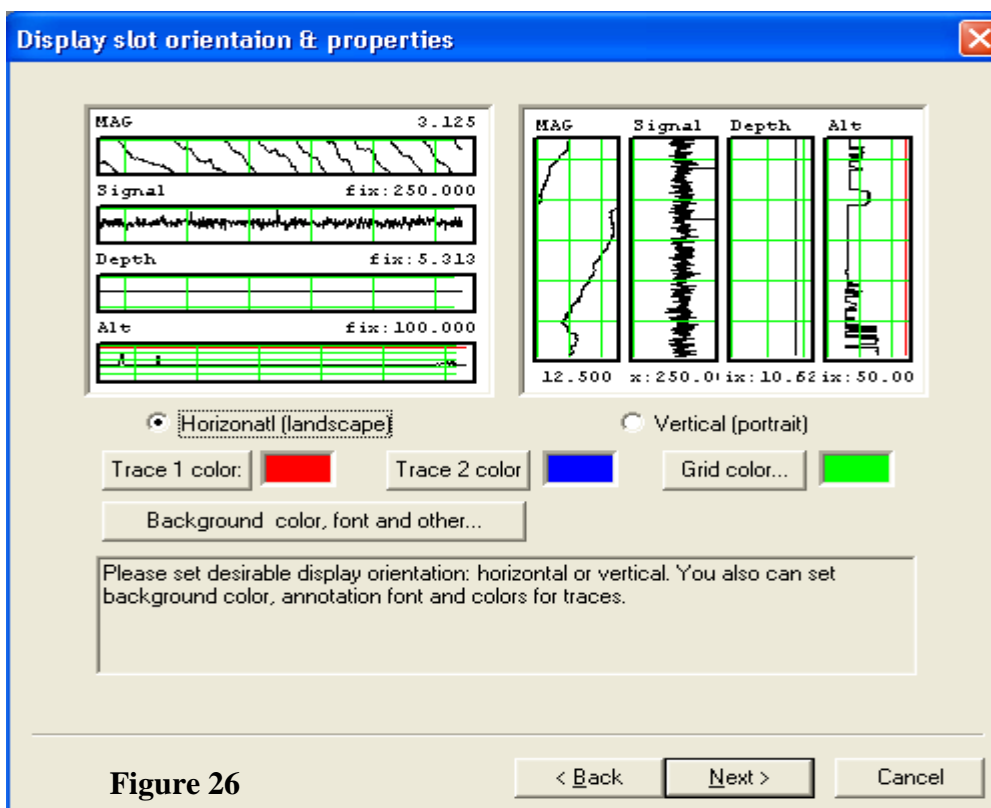 Display slot orientaion & properties
MAG 3.125
Signal fix:250.000
Depth fix:5.313
Alt fix:100.000
MAG Signal Depth Alt
12.500 x:250.0( ix:10.62 ix:50.00
Horizonatl (landscape)
Vertical (portrait)
Trace 1 color:
Trace 2 color
Grid color...
Background color, font and other...
Please set desirable display orientation: horizontal or vertical. You also can set
background color, annotation font and colors for traces.
Figure 26
< Back
Next >
Cancel